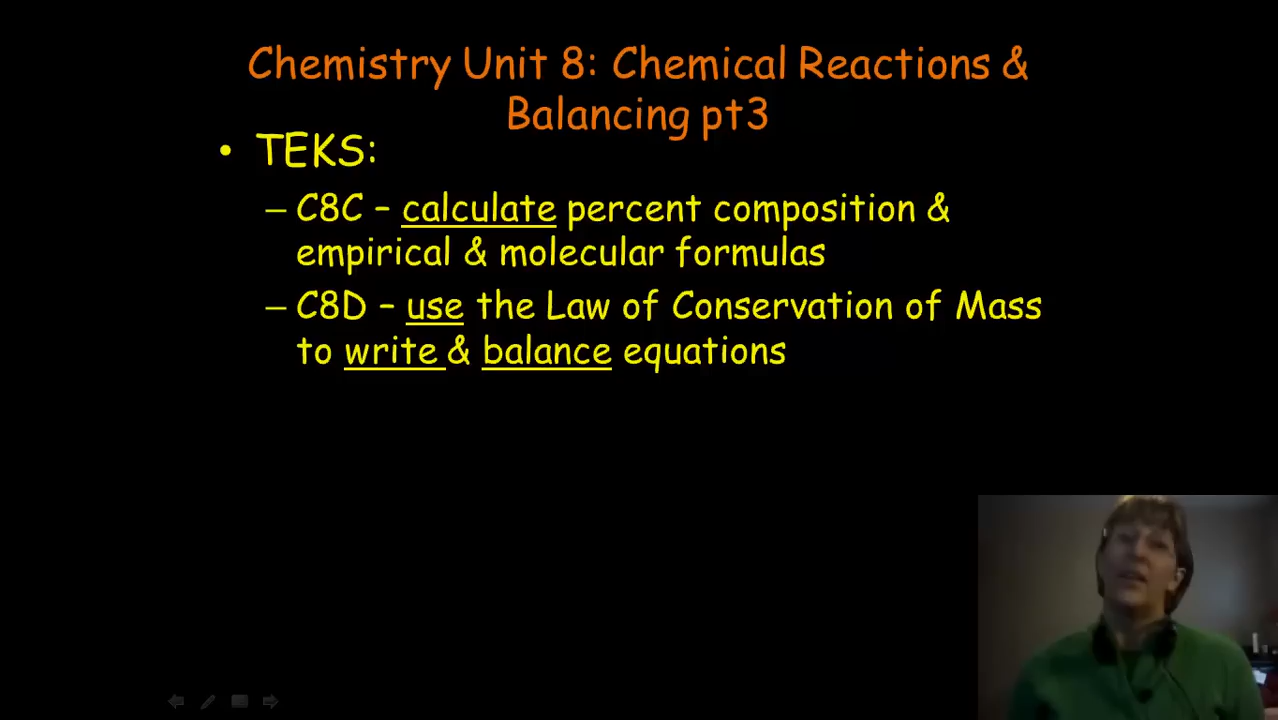 Chemistry Unit 8: Chemical Reactions &
Balancing pt3
• TEKS:
– C8C – calculate percent composition &
empirical & molecular formulas
– C8D – use the Law of Conservation of Mass
to write & balance equations